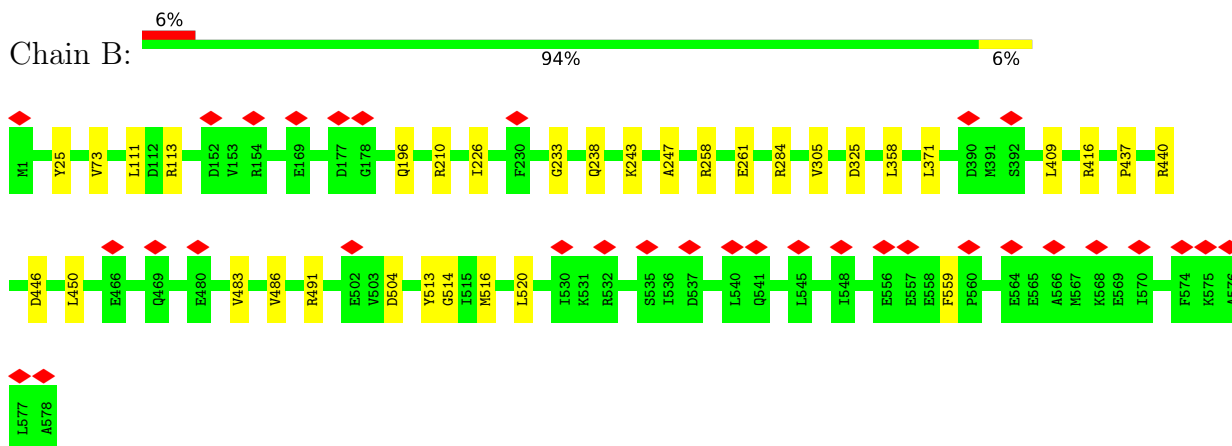 6%
Chain B:
94%
6%
M1 Y25 V73 L111 D112 R113 D152 V153 R154 E169 D177 G178 Q196 R210 I226 F230 G233 Q238 K243 A247 R258 E261 R284 V305 D325 L358 L371 D390 M391 S392 L409 R416 P437 R440
D446 L450 E466 Q469 E480 V483 V486 R491 E502 V503 D504 Y513 G514 I515 M516 L520 I530 K531 R532 S535 I536 D537 L540 Q541 L545 I548 E556 E557 E558 F559 P560 E564 E565 A566 M567 K568 E569 I570 F574 K575 A576
L577 A578